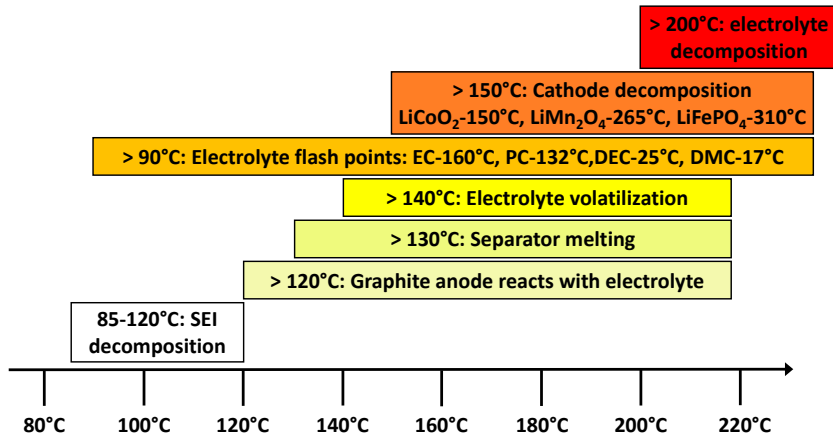 > 200°C: electrolyte
decomposition
> 150°C: Cathode decomposition
LiCoO₂-150°C, LiMn₂O₄-265°C, LiFePO₄-310°C
> 90°C: Electrolyte flash points: EC-160°C, PC-132°C,DEC-25°C, DMC-17°C
> 140°C: Electrolyte volatilization
> 130°C: Separator melting
> 120°C: Graphite anode reacts with electrolyte
85-120°C: SEI
decomposition
80°C 100°C 120°C 140°C 160°C 180°C 200°C 220°C